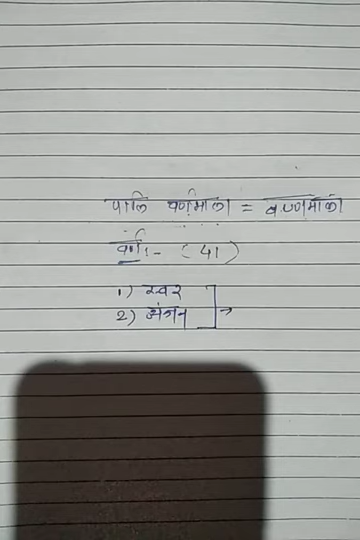 पालि वर्णमाला = वण्णमाला
वर्ण :- (41)
1) स्वर
2) व्यंजन